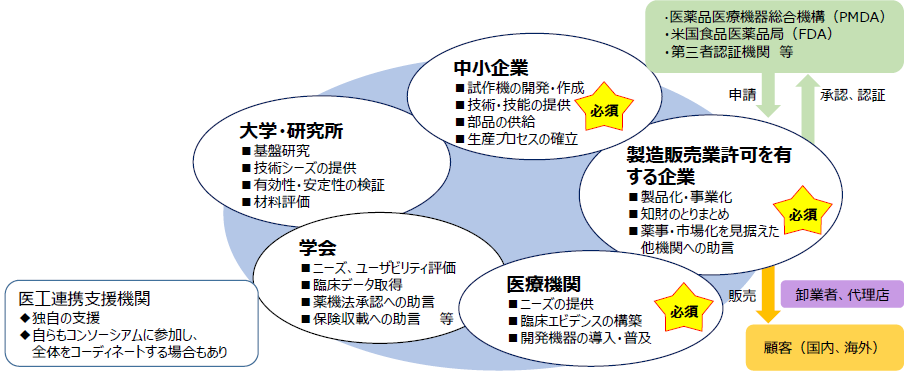 ・医薬品医療機器総合機構（PMDA）
・米国食品医薬品局（FDA）
・第三者認証機関　等
申請
承認、認証
中小企業
■試作機の開発・作成
■技術・技能の提供
■部品の供給
■生産プロセスの確立
必須
大学・研究所
■基盤研究
■技術シーズの提供
■有効性・安定性の検証
■材料評価
製造販売業許可を有
する企業
■製品化・事業化
■知財のとりまとめ
■薬事・市場化を見据えた
他機関への助言
必須
学会
■ニーズ、ユーザビリティ評価
■臨床データ取得
■薬機法承認への助言
■保険収載への助言　等
医療機関
■ニーズの提供
■臨床エビデンスの構築
■開発機器の導入・普及
必須
医工連携支援機関
◆独自の支援
◆自らもコンソーシアムに参加し、
全体をコーディネートする場合もあり
販売
卸業者、代理店
顧客（国内、海外）